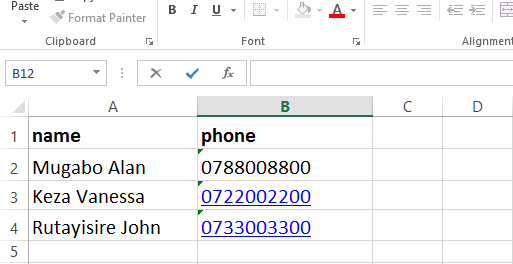 Paste
Format Painter
B I U A
Clipboard Font Alignment
B12 fx
A B C D
1 name phone
2 Mugabo Alan 0788008800
3 Keza Vanessa 0722002200
4 Rutayisire John 0733003300
5